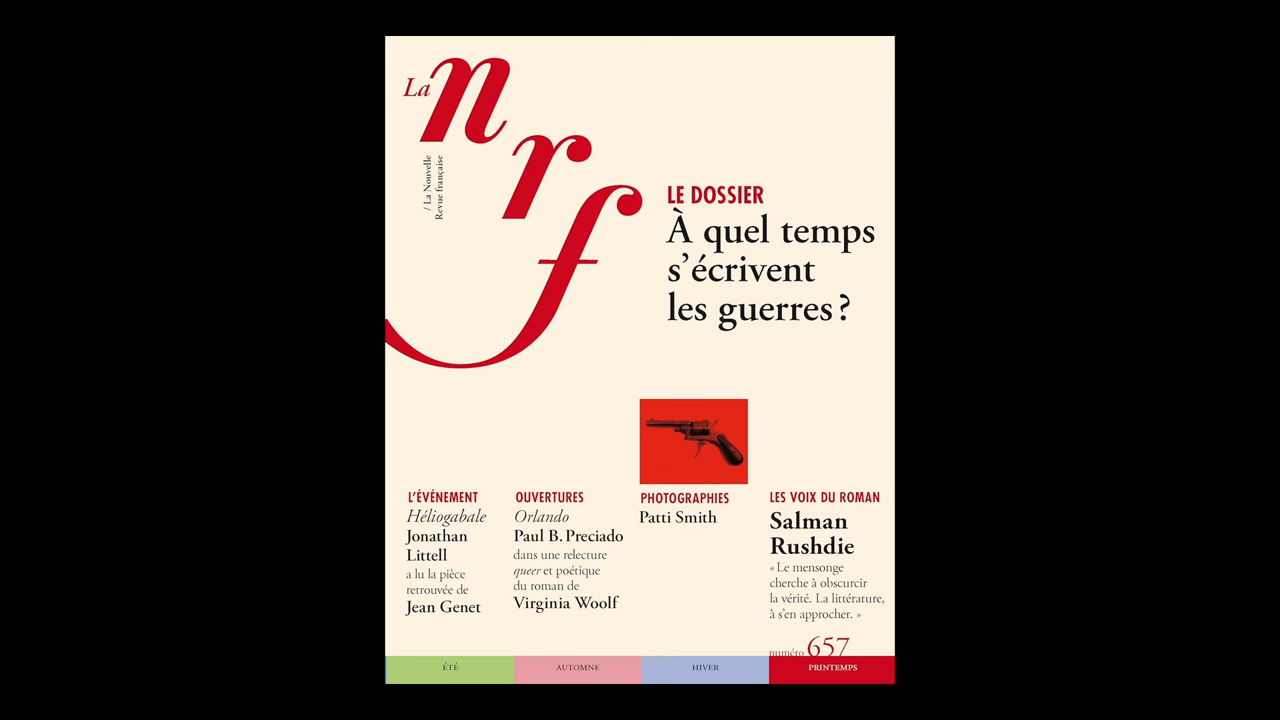 La nrf
/ La Nouvelle
Revue française
LE DOSSIER
À quel temps
s’écrivent
les guerres ?
L’ÉVÉNEMENT
Héliogabale
Jonathan
Littell
a lu la pièce
retrouvée de
Jean Genet
OUVERTURES
Orlando
Paul B. Preciado
dans une relecture
queer et poétique
du roman de
Virginia Woolf
PHOTOGRAPHIES
Patti Smith
LES VOIX DU ROMAN
Salman
Rushdie
« Le mensonge
cherche à obscurcir
la vérité. La littérature,
à s’en approcher. »
numéro 657
ÉTÉ
AUTOMNE
HIVER
PRINTEMPS